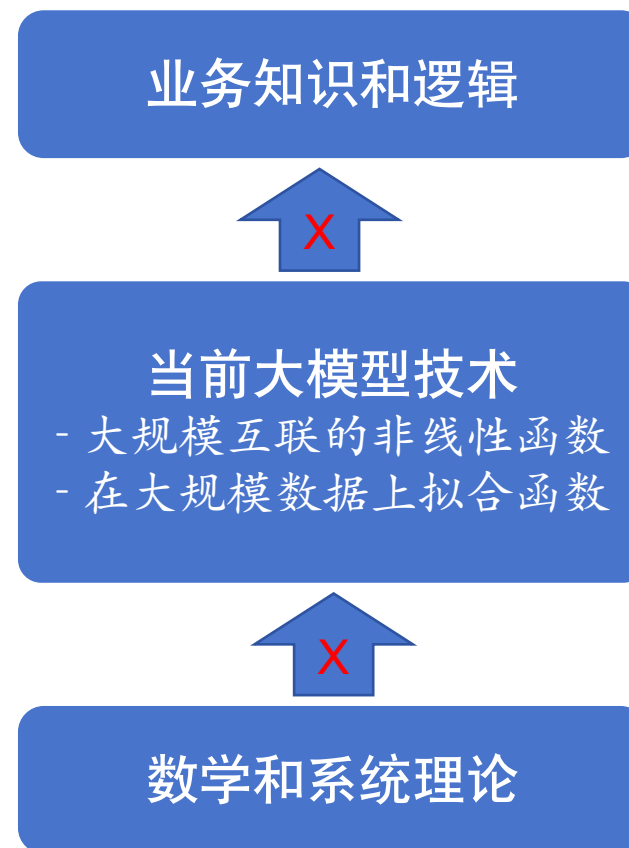 业务知识和逻辑
X
当前大模型技术
- 大规模互联的非线性函数
- 在大规模数据上拟合函数
X
数学和系统理论